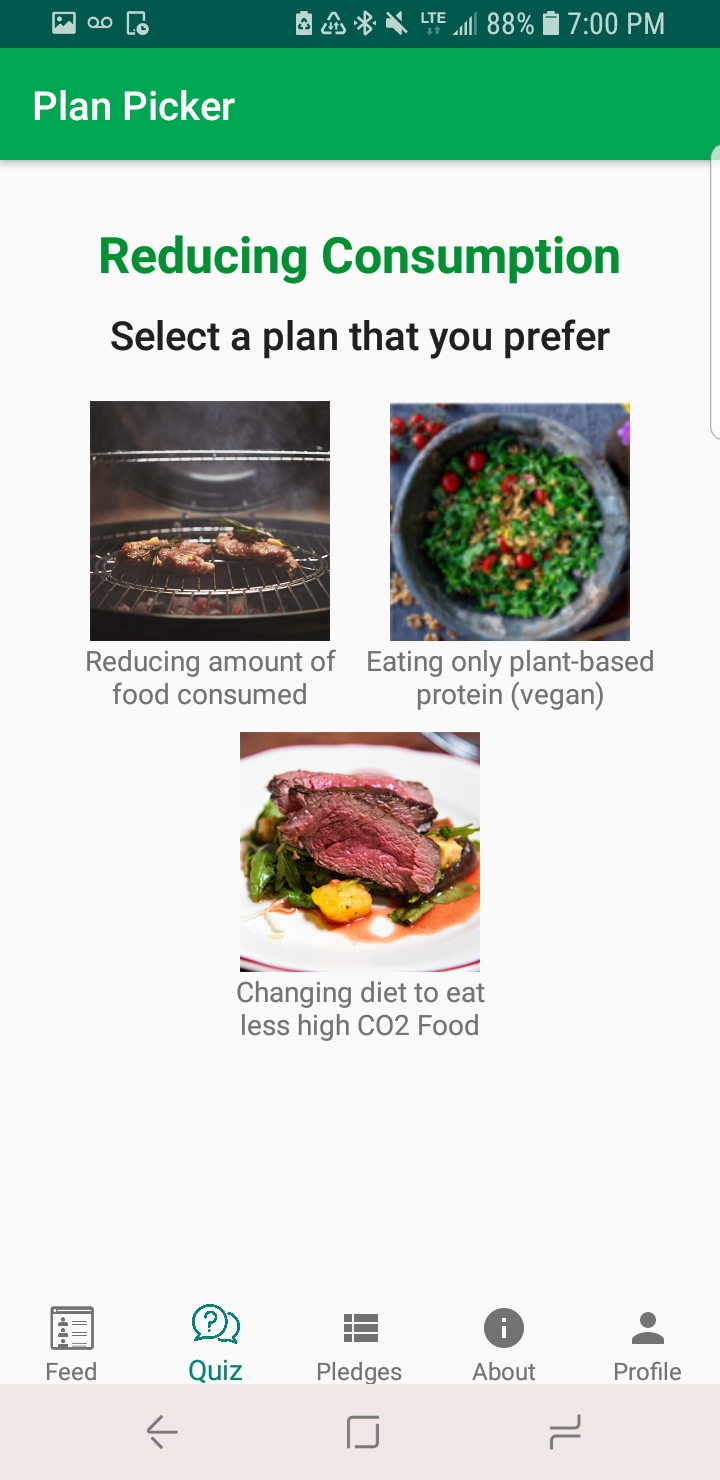 LTE 88% 7:00 PM
Plan Picker
Reducing Consumption
Select a plan that you prefer
Reducing amount of
food consumed
Eating only plant-based
protein (vegan)
Changing diet to eat
less high CO2 Food
Feed Quiz Pledges About Profile